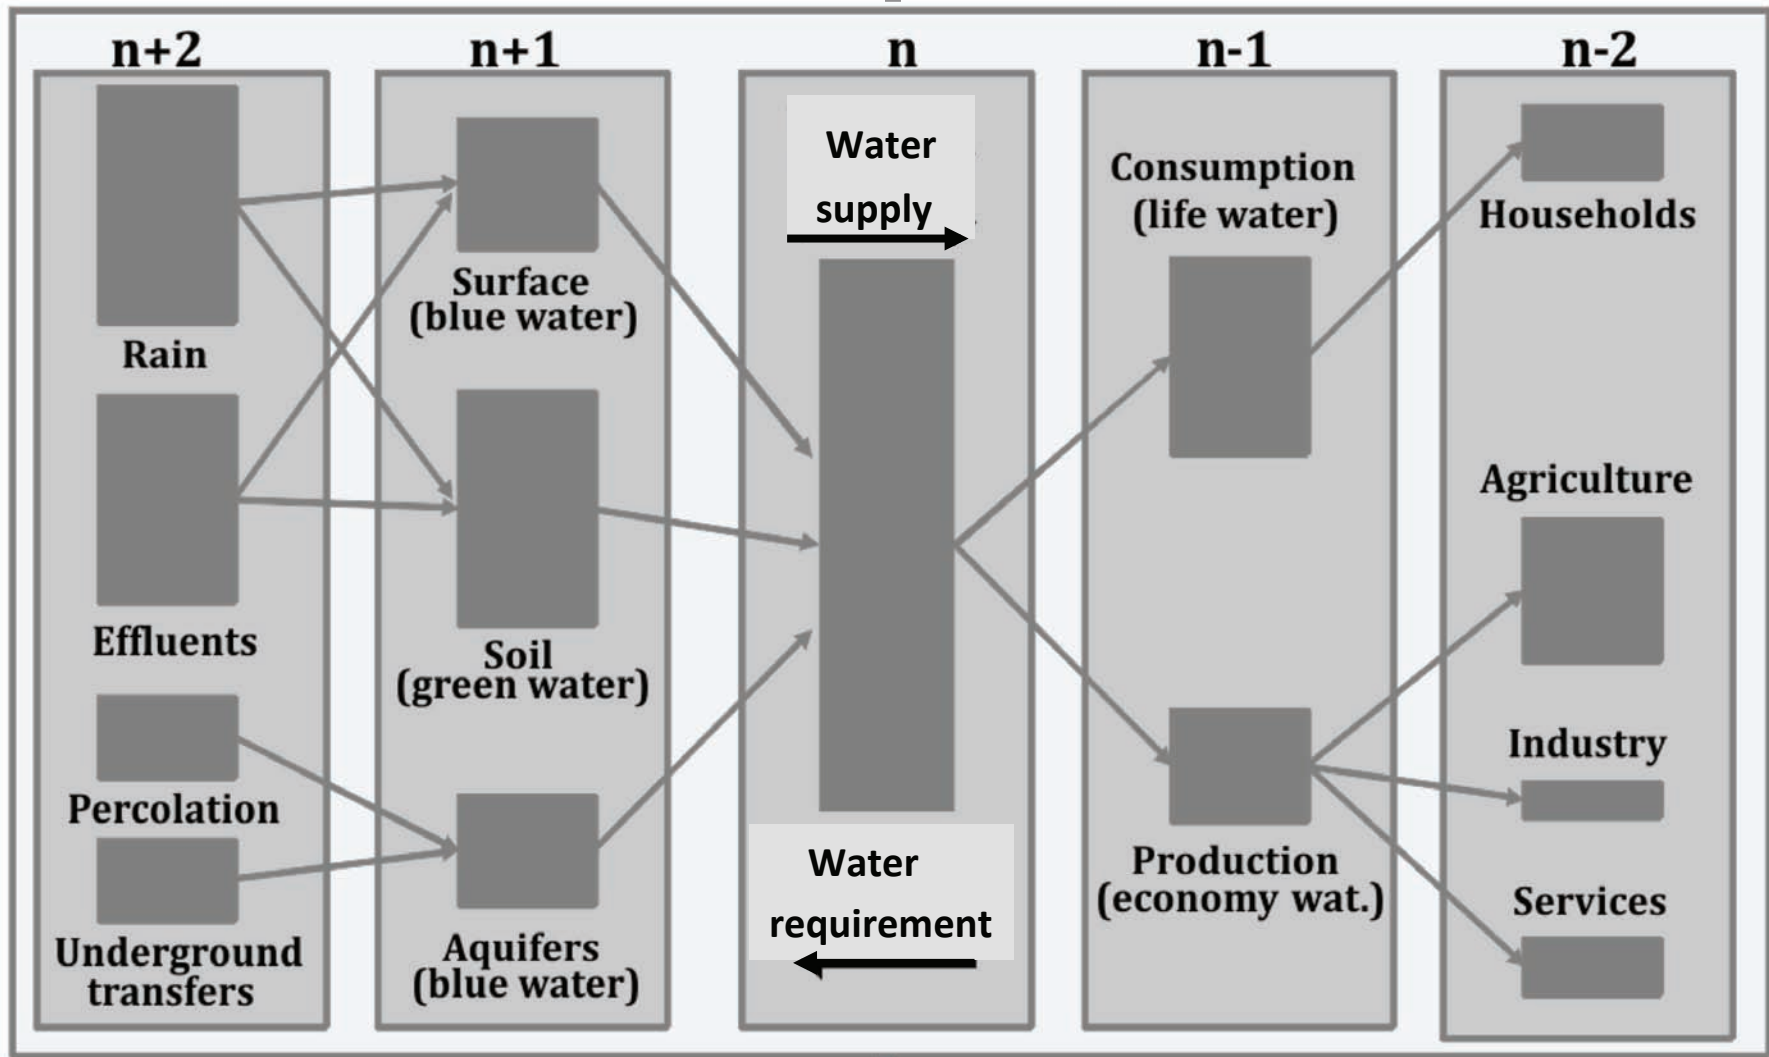 n+2
n+1
n
n-1
n-2
Rain
Effluents
Percolation
Underground
transfers
Surface
(blue water)
Soil
(green water)
Aquifers
(blue water)
Water
supply
Water
requirement
Consumption
(life water)
Production
(economy wat.)
Households
Agriculture
Industry
Services